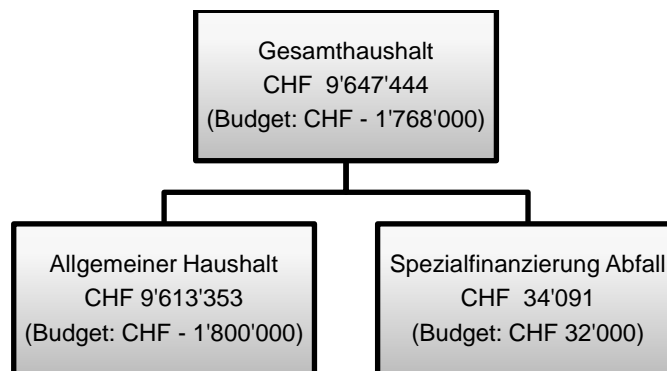 Gesamthaushalt
CHF 9'647'444
(Budget: CHF - 1'768'000)
Allgemeiner Haushalt
CHF 9'613'353
(Budget: CHF - 1'800'000)
Spezialfinanzierung Abfall
CHF 34'091
(Budget: CHF 32'000)